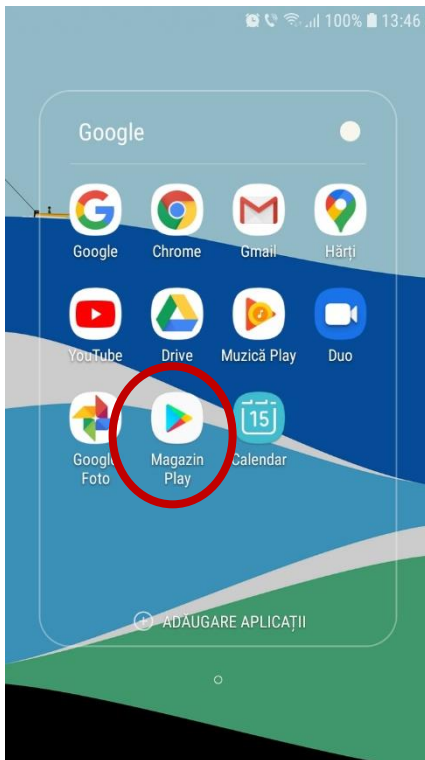 100% 13:46
Google
Google Chrome Gmail Hărți
YouTube Drive Muzică Play Duo
15
Google Magazin Calendar
Foto Play
ADĂUGARE APLICAȚII